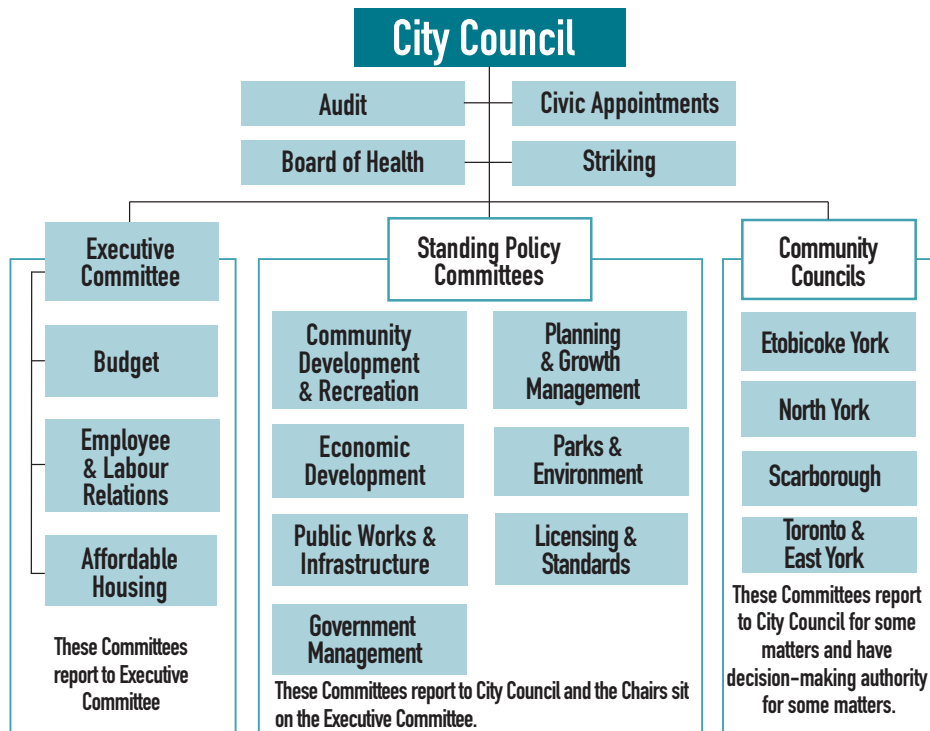 City Council
Audit
Civic Appointments
Board of Health
Striking
Executive
Committee
Budget
Employee
& Labour
Relations
Affordable
Housing
These Committees
report to Executive
Committee
Standing Policy
Committees
Community
Development
& Recreation
Planning
& Growth
Management
Economic
Development
Parks &
Environment
Public Works &
Infrastructure
Licensing &
Standards
Government
Management
These Committees report to City Council and the Chairs sit
on the Executive Committee.
Community
Councils
Etobicoke York
North York
Scarborough
Toronto &
East York
These Committees report
to City Council for some
matters and have
decision-making authority
for some matters.